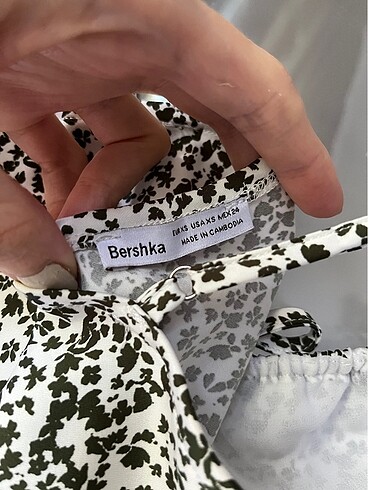 Bershka
EUR XS USA XS MEX 24
MADE IN CAMBODIA